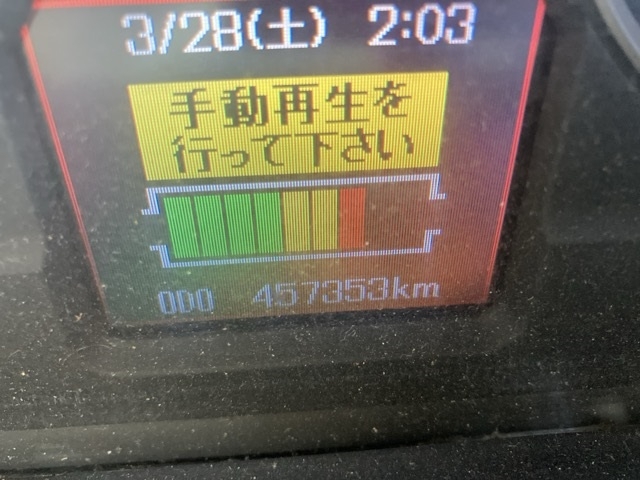 3/28(土) 2:03
手動再生を
行って下さい
ODO 457353km